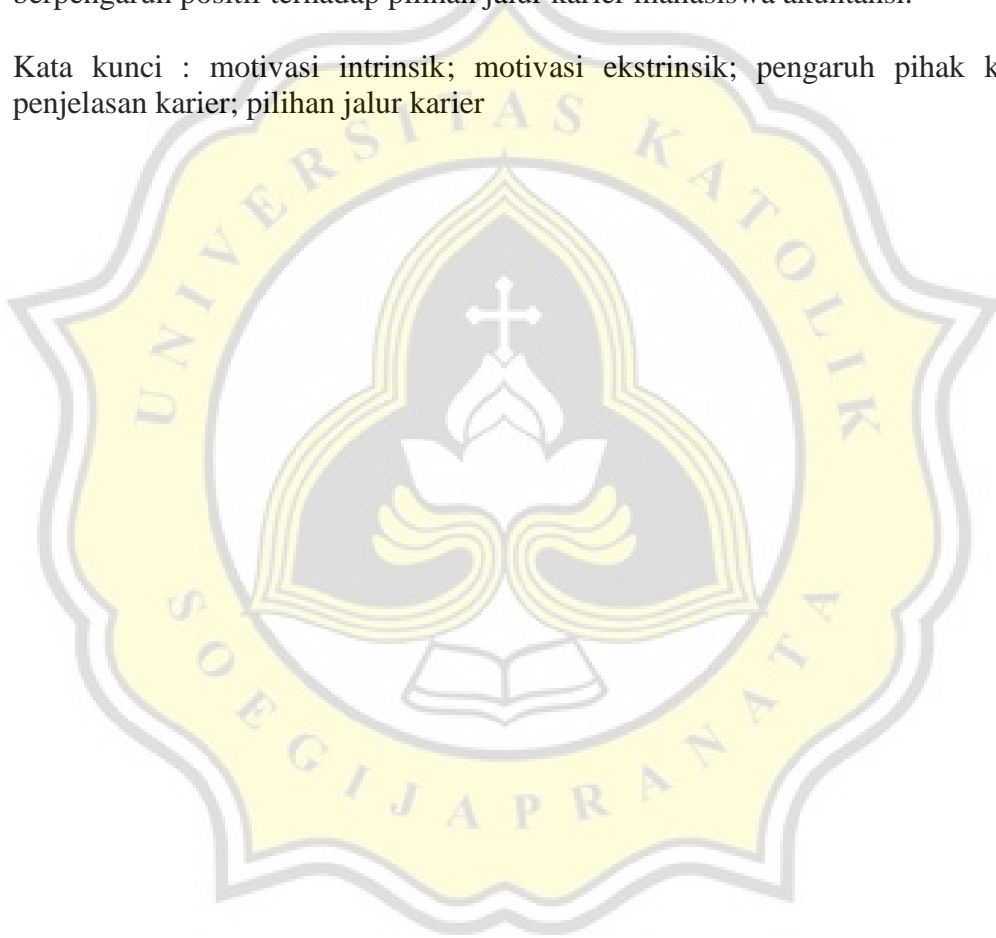 berpengaruh positif terhadap pilihan jalur karier mahasiswa akuntansi.
Kata kunci : motivasi intrinsik; motivasi ekstrinsik; pengaruh pihak
penjelasan karier; pilihan jalur karier
UNIVERSITAS KATOLIK
SOEGIJAPRANATA